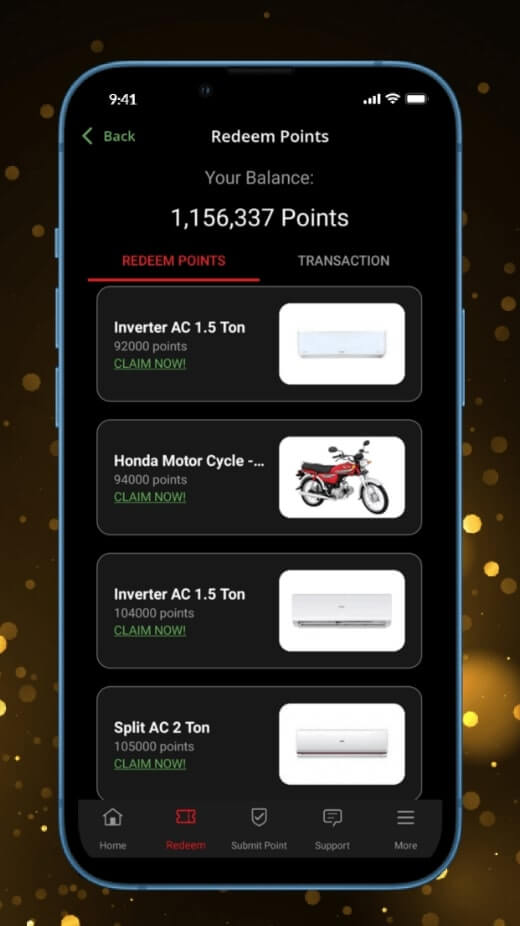 9:41
Back
Redeem Points
Your Balance:
1,156,337 Points
REDEEM POINTS
TRANSACTION
Inverter AC 1.5 Ton
92000 points
CLAIM NOW!
Honda Motor Cycle -...
94000 points
CLAIM NOW!
Inverter AC 1.5 Ton
104000 points
CLAIM NOW!
Split AC 2 Ton
105000 points
CLAIM NOW!
Home
Redeem
Submit Point
Support
More